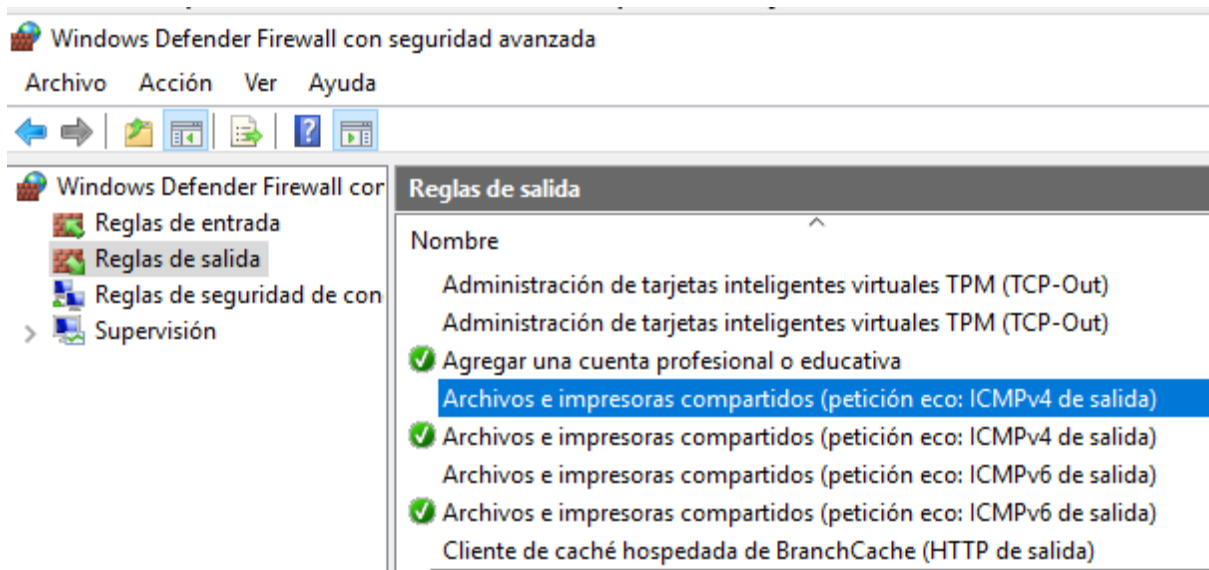 Windows Defender Firewall con seguridad avanzada
Archivo Acción Ver Ayuda
Windows Defender Firewall con
Reglas de entrada
Reglas de salida
Reglas de seguridad de con
Supervisión
Reglas de salida
Nombre
Administración de tarjetas inteligentes virtuales TPM (TCP-Out)
Administración de tarjetas inteligentes virtuales TPM (TCP-Out)
Agregar una cuenta profesional o educativa
Archivos e impresoras compartidos (petición eco: ICMPv4 de salida)
Archivos e impresoras compartidos (petición eco: ICMPv4 de salida)
Archivos e impresoras compartidos (petición eco: ICMPv6 de salida)
Archivos e impresoras compartidos (petición eco: ICMPv6 de salida)
Cliente de caché hospedada de BranchCache (HTTP de salida)